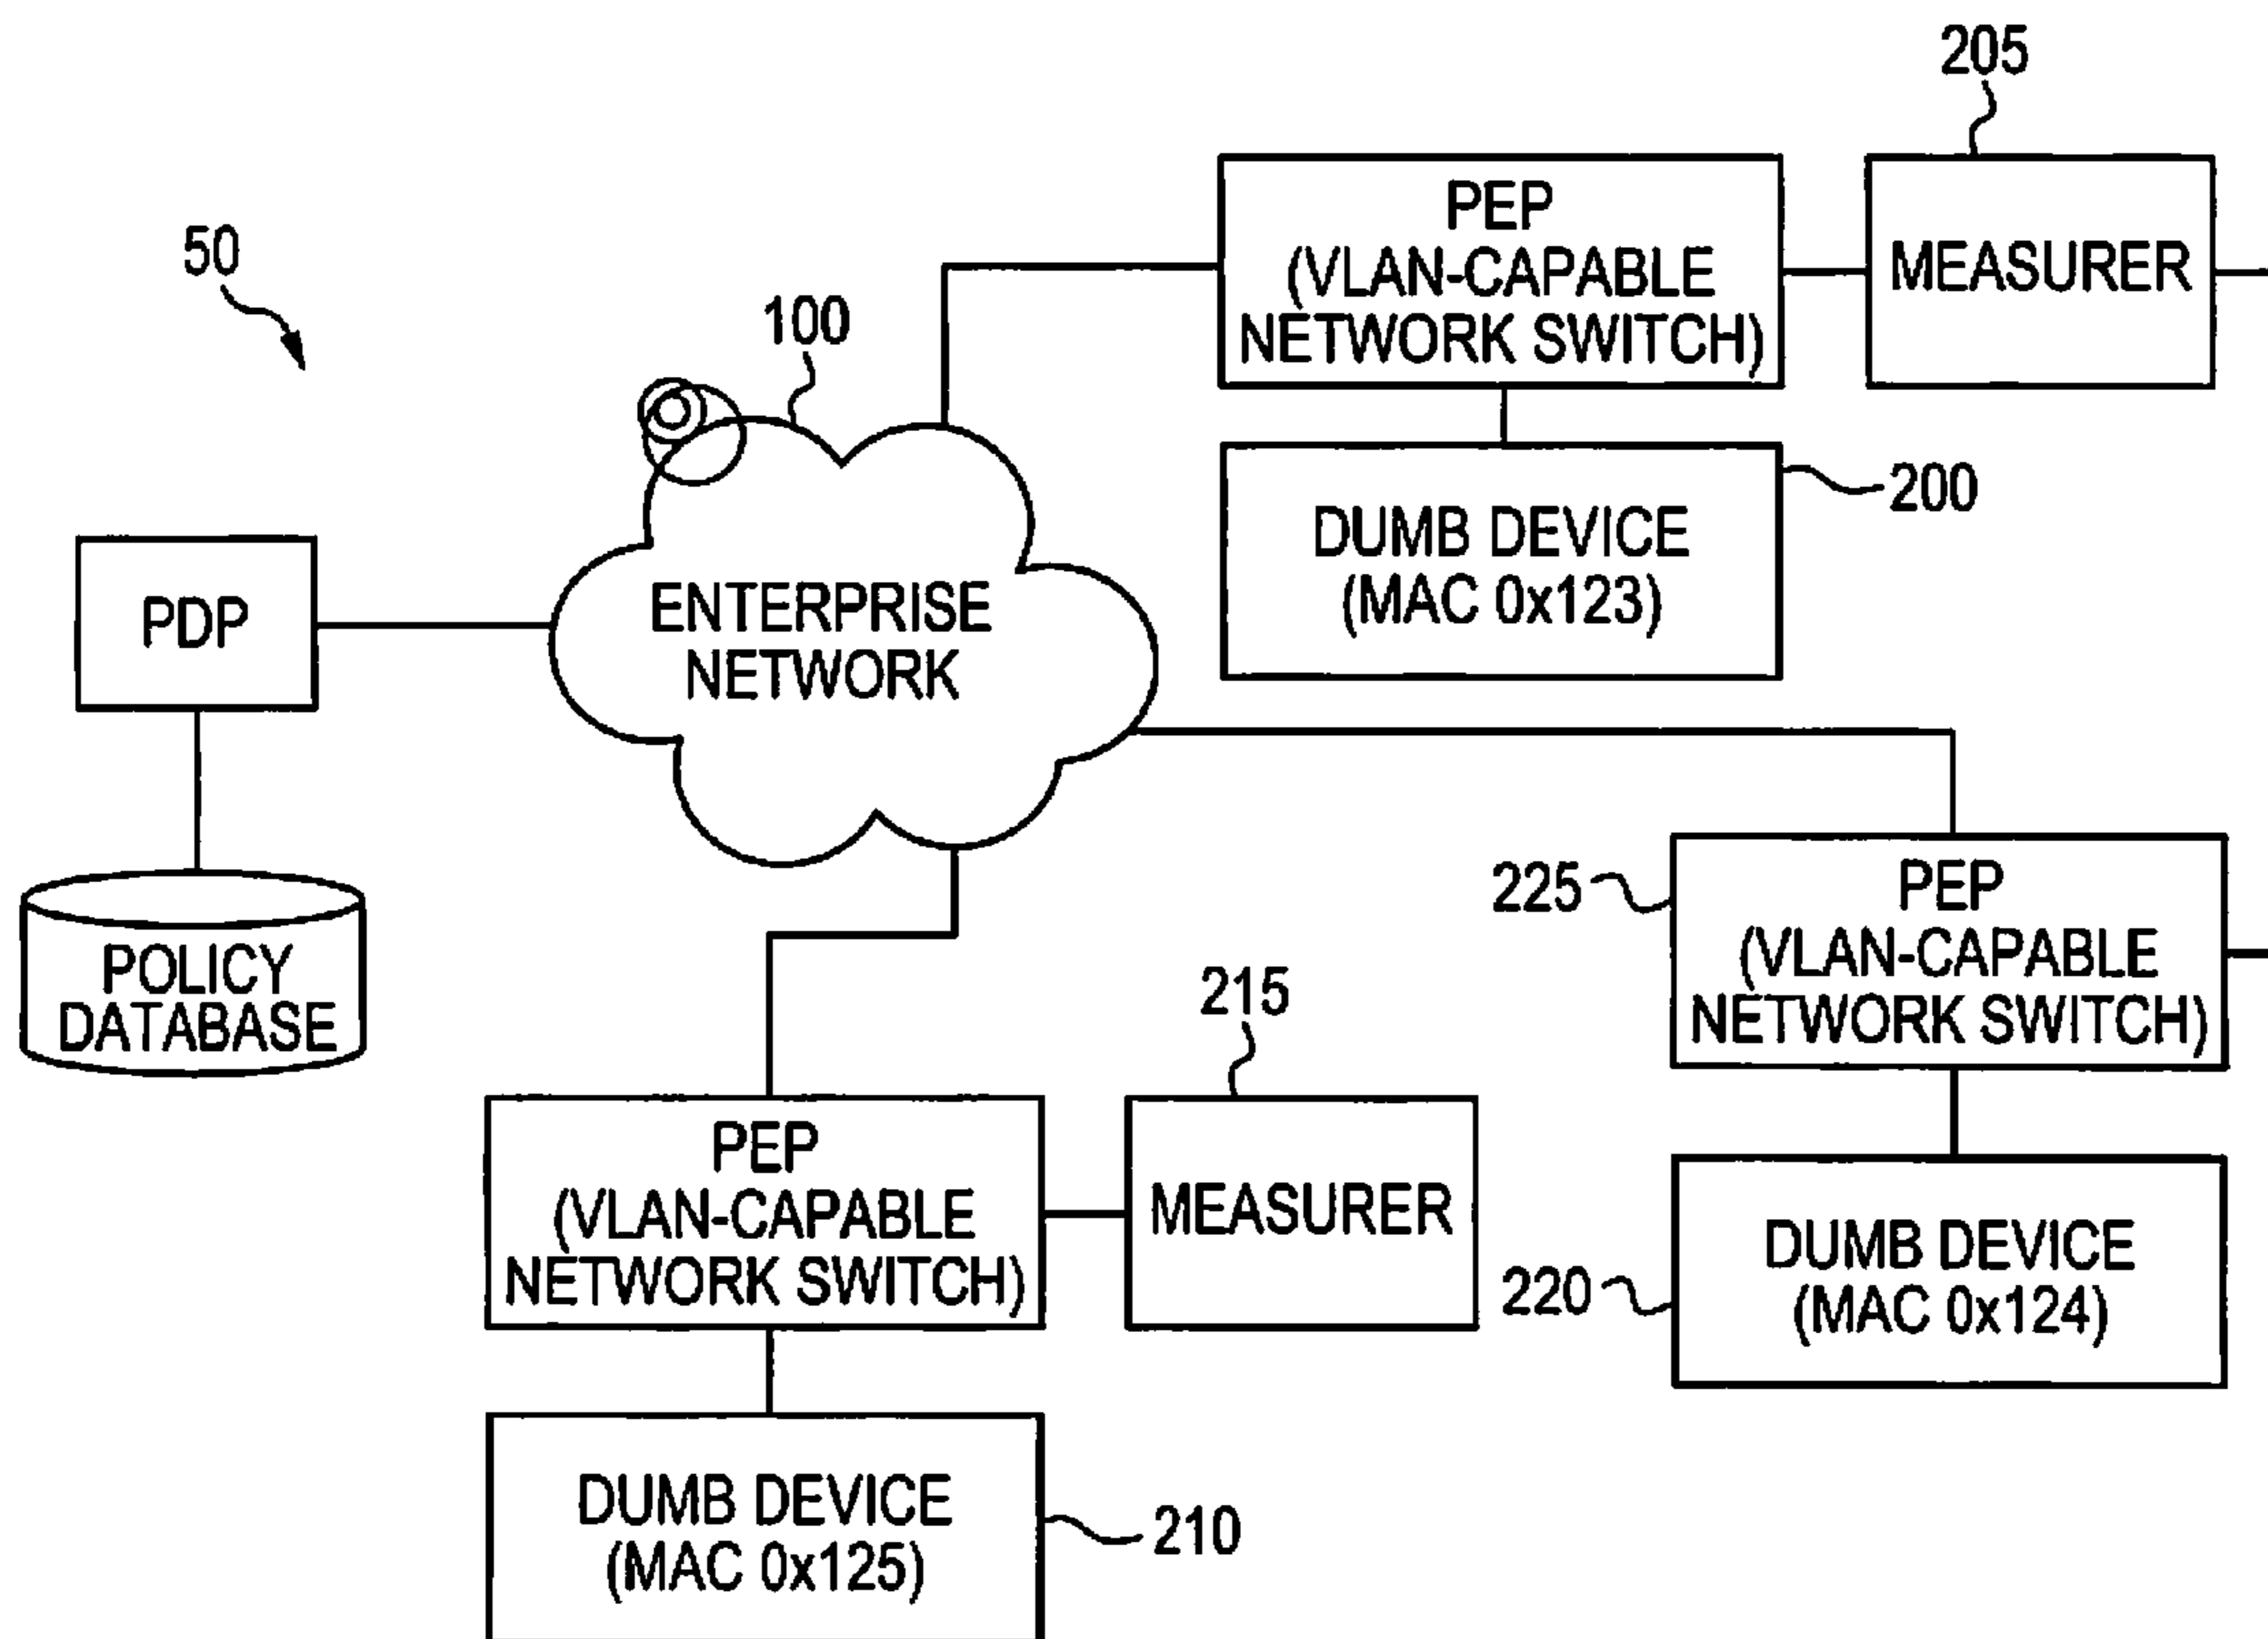 205
PEP
(VLAN-CAPABLE
NETWORK SWITCH)
MEASURER
50
100
200
DUMB DEVICE
(MAC 0x123)
ENTERPRISE
NETWORK
PDP
POLICY
DATABASE
225
PEP
(VLAN-CAPABLE
NETWORK SWITCH)
215
PEP
(VLAN-CAPABLE
NETWORK SWITCH)
MEASURER
220
DUMB DEVICE
(MAC 0x124)
DUMB DEVICE
(MAC 0x125)
210